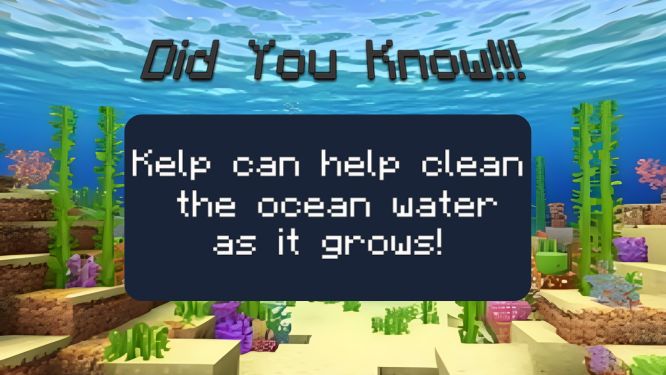 Did You Know!!!
Kelp can help clean
the ocean water
as it grows!